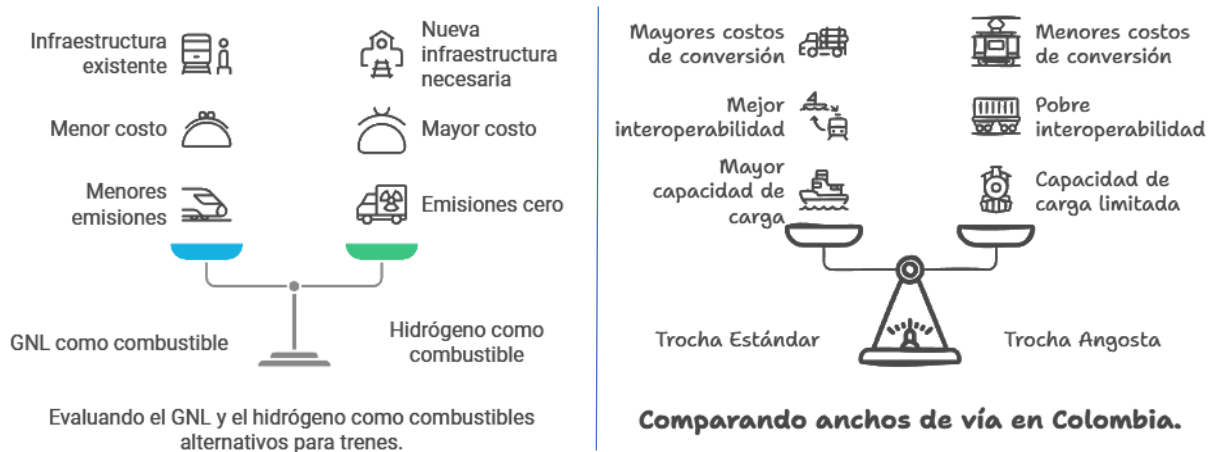 Infraestructura
existente
Nueva
infraestructura
necesaria
Menor costo
Mayor costo
Menores
emisiones
Emisiones cero
GNL como combustible
Hidrógeno como
combustible
Evaluando el GNL y el hidrógeno como combustibles
alternativos para trenes.
Mayores costos
de conversión
Menores costos
de conversión
Mejor
interoperabilidad
Pobre
interoperabilidad
Mayor
capacidad de
carga
Capacidad de
carga limitada
Trocha Estándar
Trocha Angosta
Comparando anchos de vía en Colombia.